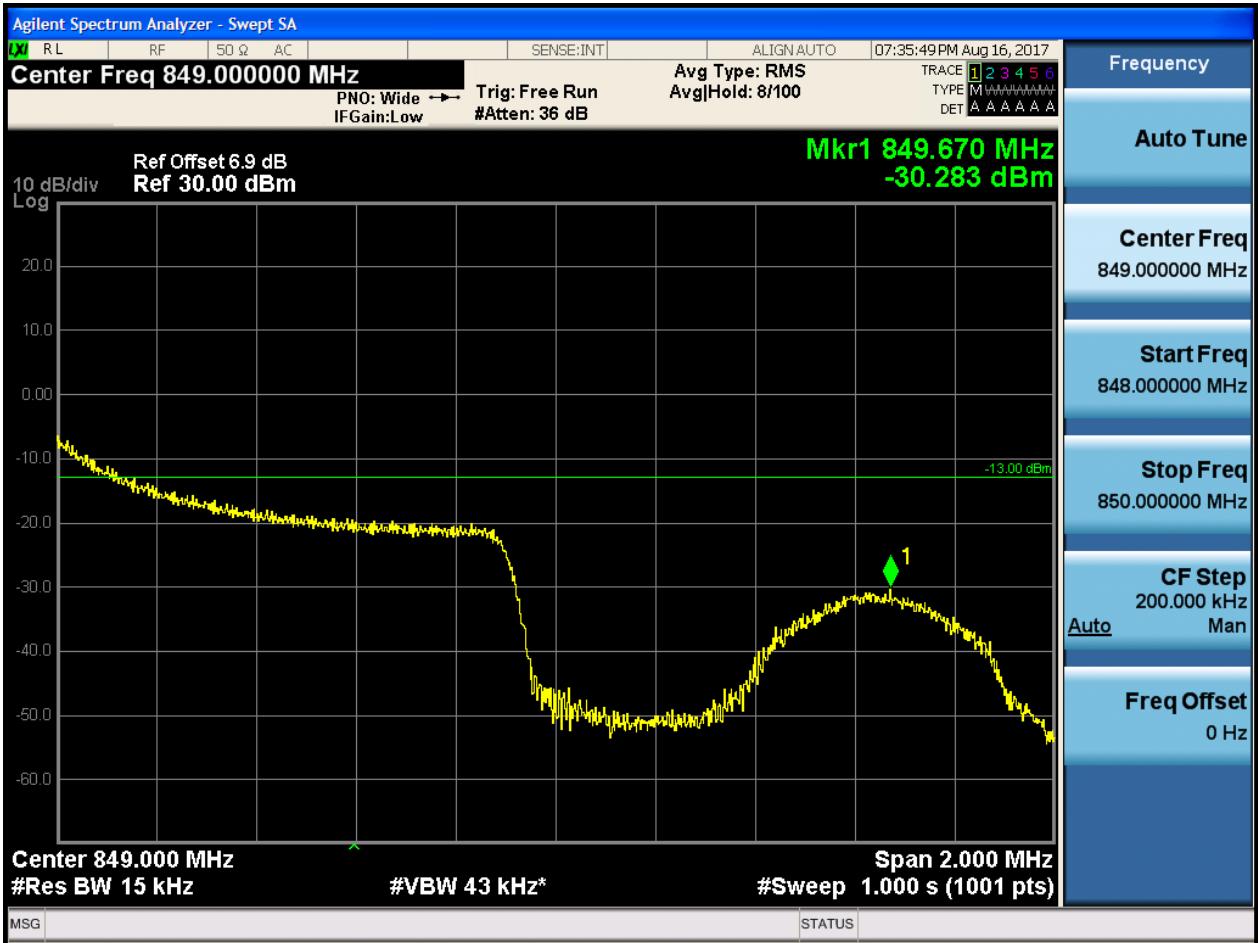 Agilent Spectrum Analyzer - Swept SA
LXI RL RF 50 Ω AC SENSE:INT ALIGN AUTO 07:35:49 PM Aug 16, 2017
Center Freq 849.000000 MHz
PNO: Wide
IFGain:Low
Trig: Free Run
#Atten: 36 dB
Avg Type: RMS
Avg|Hold: 8/100
TRACE 1 2 3 4 5 6
TYPE M WWWWW
DET A A A A A A
Mkr1 849.670 MHz
-30.283 dBm
Ref Offset 6.9 dB
10 dB/div Ref 30.00 dBm
Log
20.0
10.0
0.00
-10.0
-13.00 dBm
-20.0
-30.0
1
-40.0
-50.0
-60.0
Center 849.000 MHz Span 2.000 MHz
#Res BW 15 kHz #VBW 43 kHz* #Sweep 1.000 s (1001 pts)
MSG STATUS
Frequency
Auto Tune
Center Freq
849.000000 MHz
Start Freq
848.000000 MHz
Stop Freq
850.000000 MHz
CF Step
200.000 kHz
Auto Man
Freq Offset
0 Hz